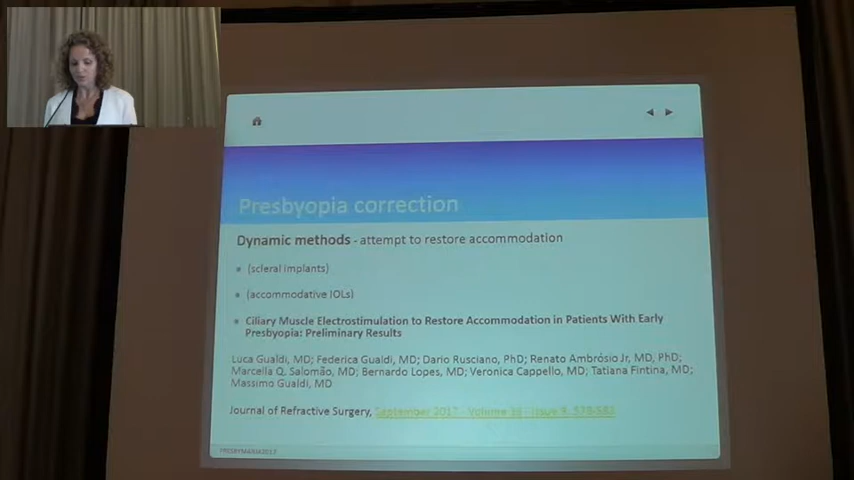 Presbyopia correction
Dynamic methods - attempt to restore accommodation
• (scleral implants)
• (accommodative IOLs)
• Ciliary Muscle Electrostimulation to Restore Accommodation in Patients With Early
Presbyopia: Preliminary Results
Luca Gualdi, MD; Federica Gualdi, MD; Dario Rusciano, PhD; Renato Ambrósio Jr, MD, PhD;
Marcella Q. Salomão, MD; Bernardo Lopes, MD; Veronica Cappello, MD; Tatiana Fintina, MD;
Massimo Gualdi, MD
Journal of Refractive Surgery, September 2017 - Volume 33 · Issue 9: 578-583